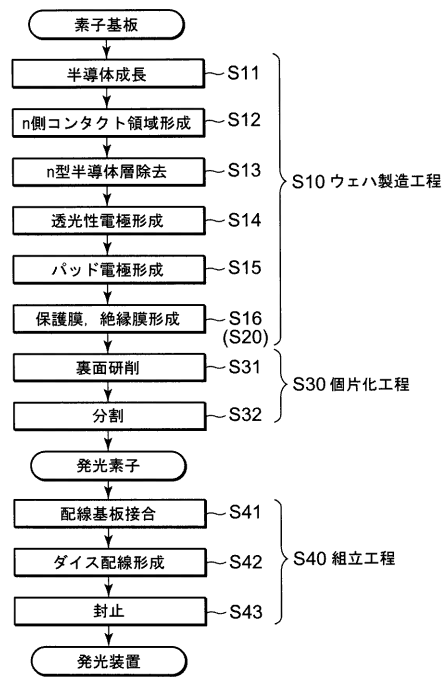 素子基板
半導体成長 S11
n側コンタクト領域形成 S12
n型半導体層除去 S13
S10 ウェハ製造工程
透光性電極形成 S14
パッド電極形成 S15
保護膜，絶縁膜形成 S16
(S20)
裏面研削 S31
S30 個片化工程
分割 S32
発光素子
配線基板接合 S41
ダイス配線形成 S42
S40 組立工程
封止 S43
発光装置